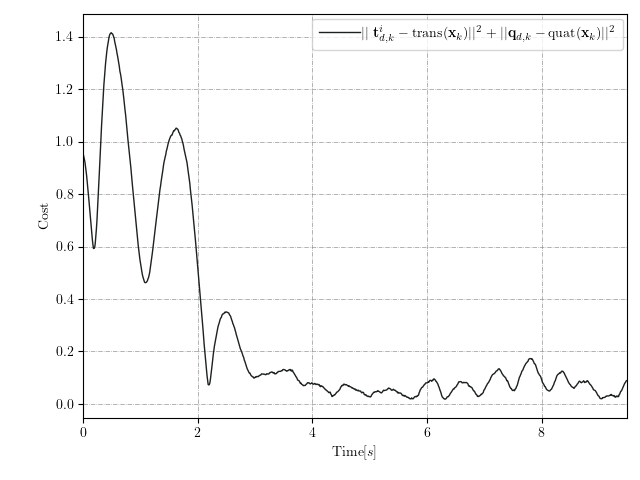 || t^i_{d,k} − trans(x_k)||² + ||q_{d,k} − quat(x_k)||²
1.4
1.2
1.0
0.8
0.6
0.4
0.2
0.0
Cost
0 2 4 6 8
Time[s]